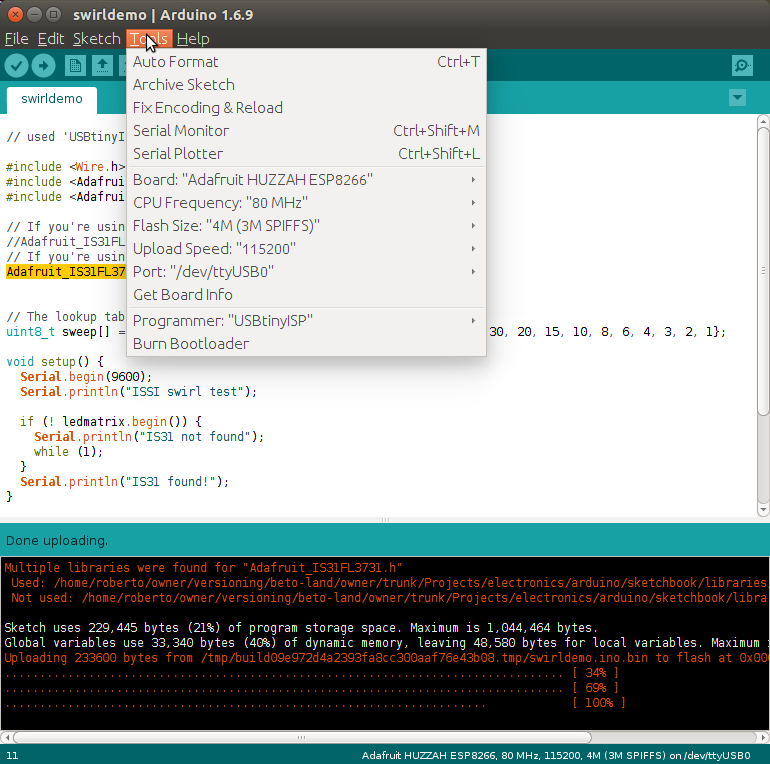 swirldemo | Arduino 1.6.9
File Edit Sketch Tools Help
Auto Format Ctrl+T
Archive Sketch
Fix Encoding & Reload
Serial Monitor Ctrl+Shift+M
Serial Plotter Ctrl+Shift+L
Board: "Adafruit HUZZAH ESP8266"
CPU Frequency: "80 MHz"
Flash Size: "4M (3M SPIFFS)"
Upload Speed: "115200"
Port: "/dev/ttyUSB0"
Get Board Info
Programmer: "USBtinyISP"
Burn Bootloader
swirldemo
// used 'USBtinyI
#include <Wire.h>
#include <Adafrui
#include <Adafrui
// If you're usin
//Adafruit_IS31FL
// If you're usin
Adafruit_IS31FL37
// The lookup tab
uint8_t sweep[] = 30, 20, 15, 10, 8, 6, 4, 3, 2, 1};
void setup() {
Serial.begin(9600);
Serial.println("ISSI swirl test");
if (! ledmatrix.begin()) {
Serial.println("IS31 not found");
while (1);
}
Serial.println("IS31 found!");
}
Done uploading.
Multiple libraries were found for "Adafruit_IS31FL3731.h"
Used: /home/roberto/owner/versioning/beto-land/owner/trunk/Projects/electronics/arduino/sketchbook/libraries
Not used: /home/roberto/owner/versioning/beto-land/owner/trunk/Projects/electronics/arduino/sketchbook/libra
Sketch uses 229,445 bytes (21%) of program storage space. Maximum is 1,044,464 bytes.
Global variables use 33,340 bytes (40%) of dynamic memory, leaving 48,580 bytes for local variables. Maximum
Uploading 233600 bytes from /tmp/build09e972d4a2393fa8cc300aaf76e43b08.tmp/swirldemo.ino.bin to flash at 0x000
................................................................................ [ 34% ]
................................................................................ [ 69% ]
..................................................................... [ 100% ]
11 Adafruit HUZZAH ESP8266, 80 MHz, 115200, 4M (3M SPIFFS) on /dev/ttyUSB0